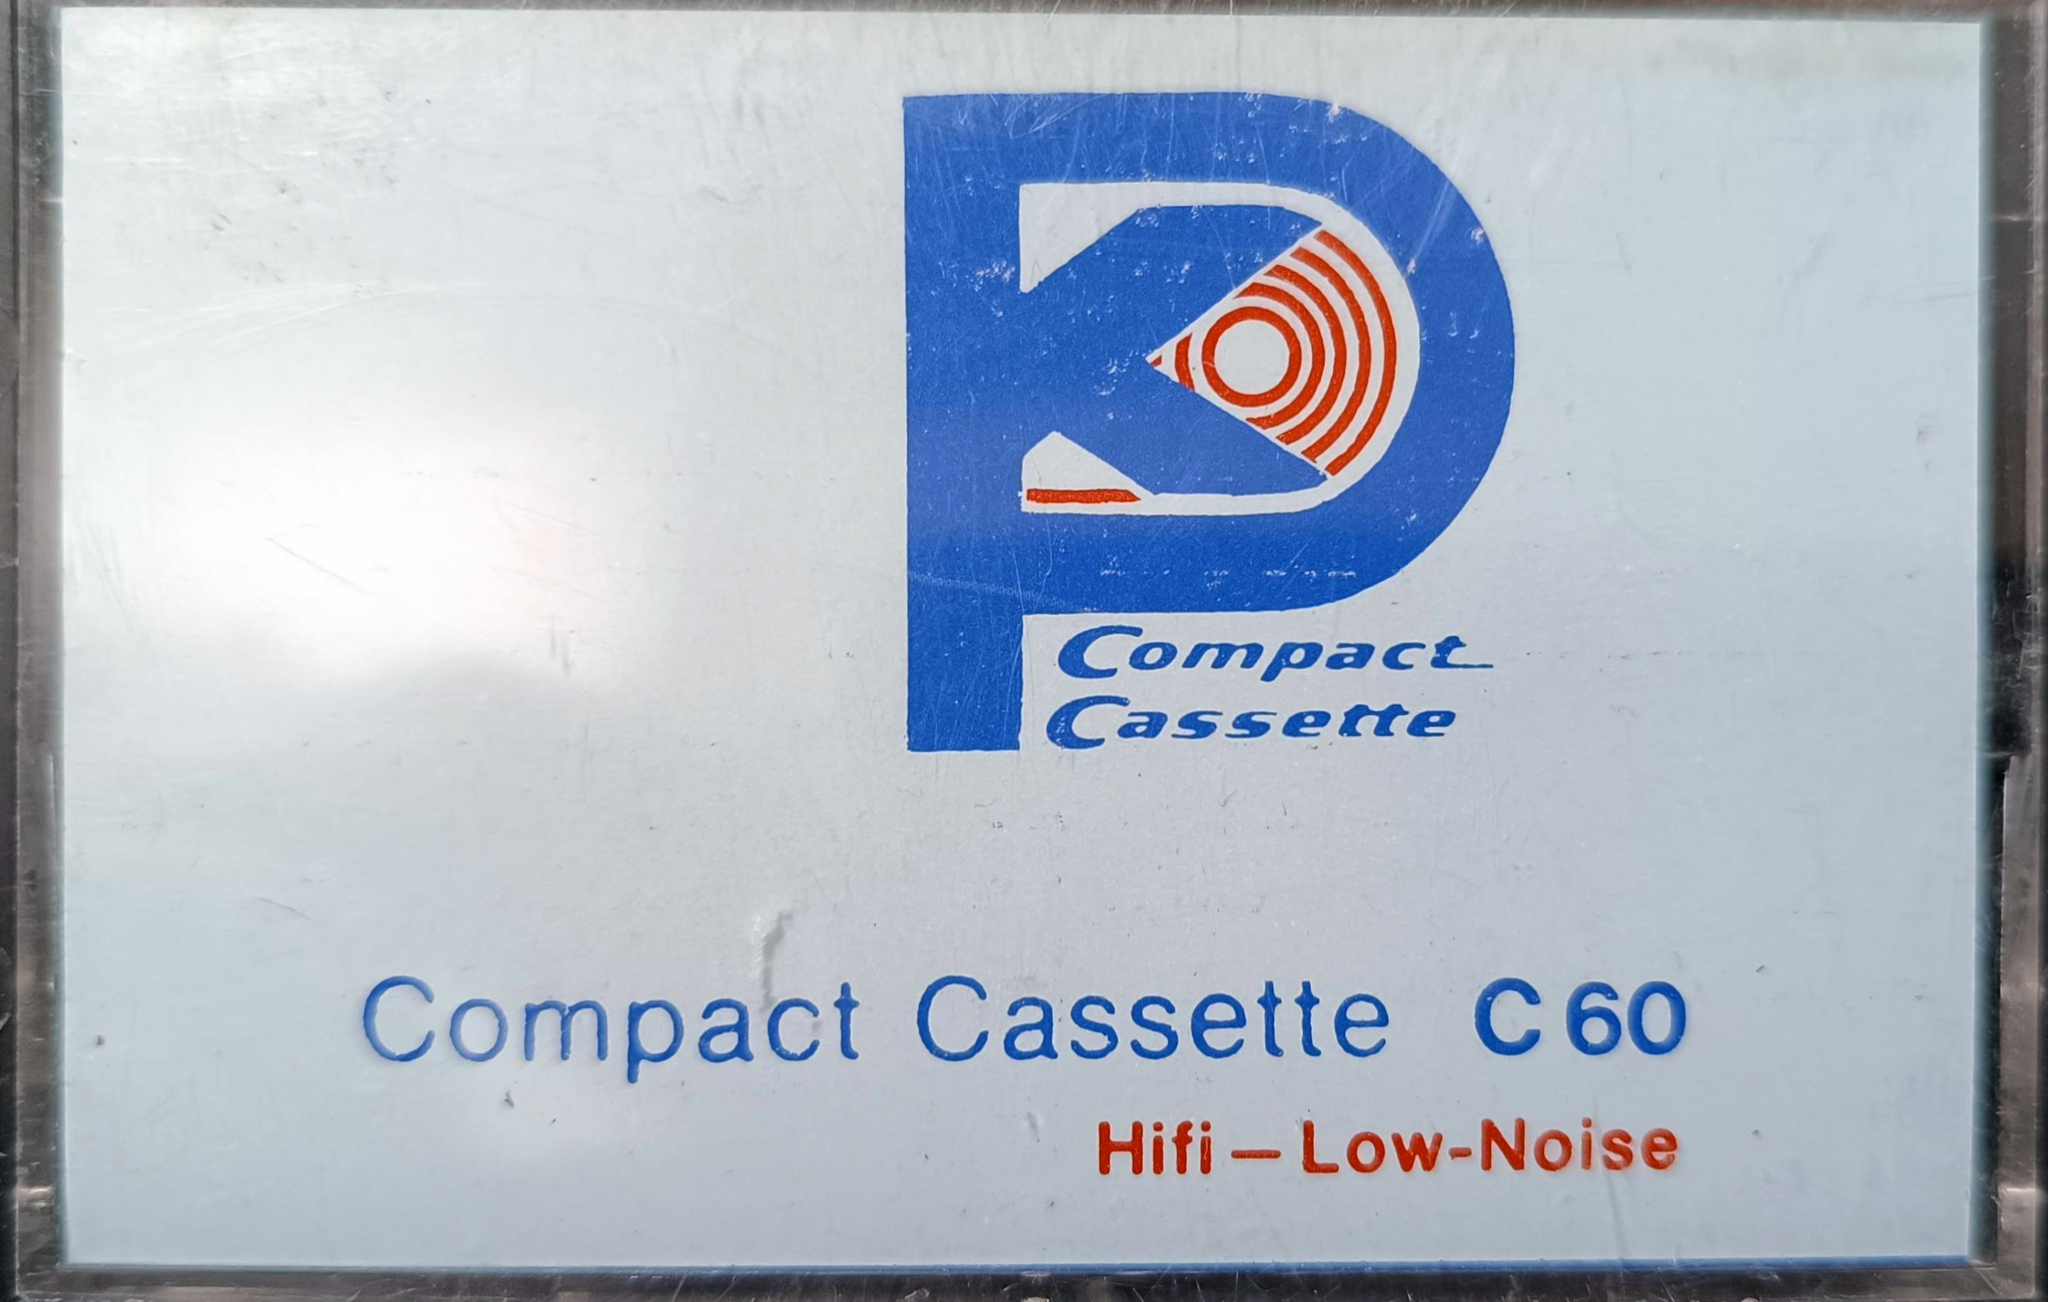 Compact
Cassette
Compact Cassette C60
Hifi – Low-Noise